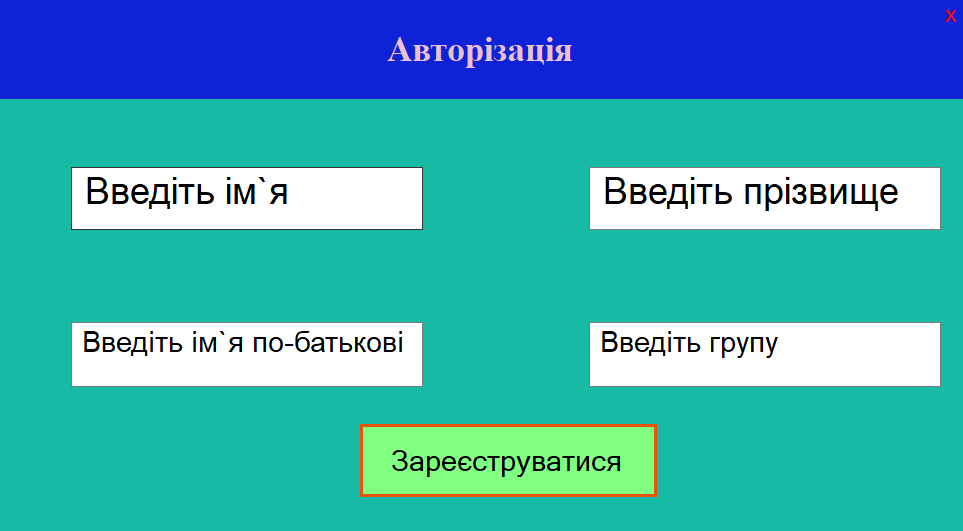 x
Авторізація
Введіть ім`я
Введіть прізвище
Введіть ім`я по-батькові
Введіть групу
Зареєструватися